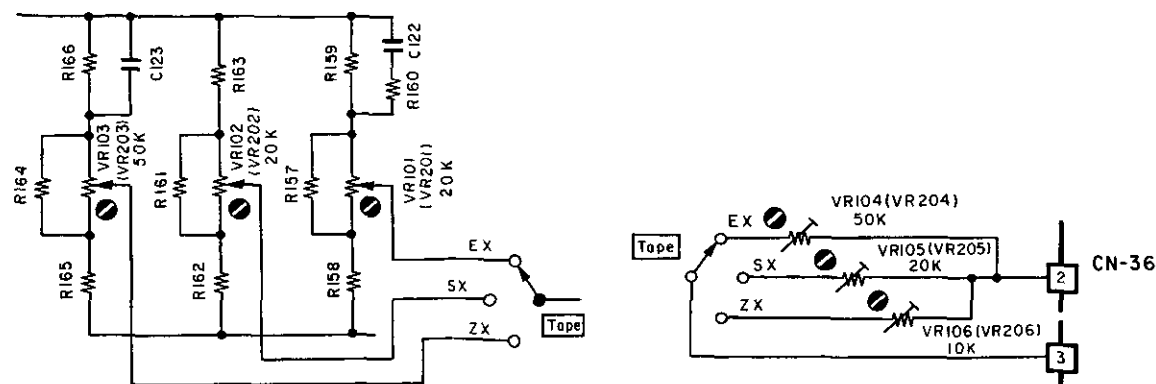 R166
C123
R163
R159
C122
R160
R164
VR103
(VR203)
50K
R161
VR102
(VR202)
20K
R157
VR101
(VR201)
20K
R165
R162
R158
EX
SX
ZX
Tape
Tape
EX
SX
ZX
VR104(VR204)
50K
VR105(VR205)
20K
VR106(VR206)
10K
2
CN-36
3